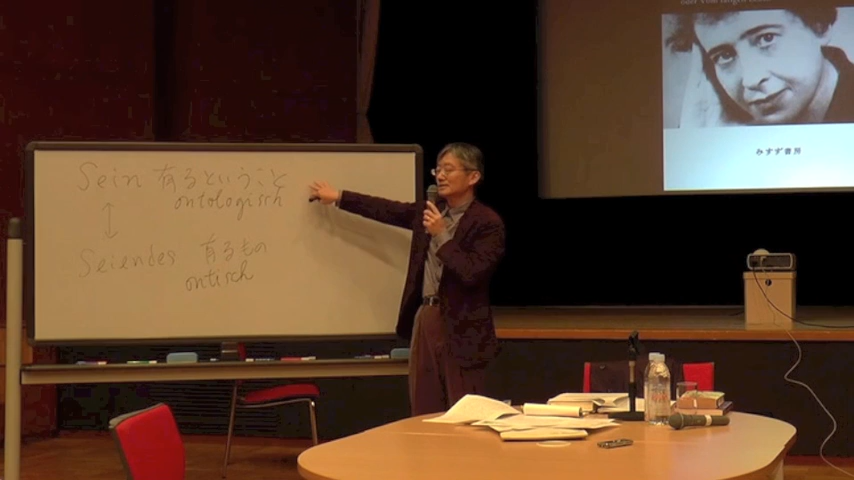 Sein 有るということ
ontologisch
Seiendes 有るもの
ontisch
みすず書房